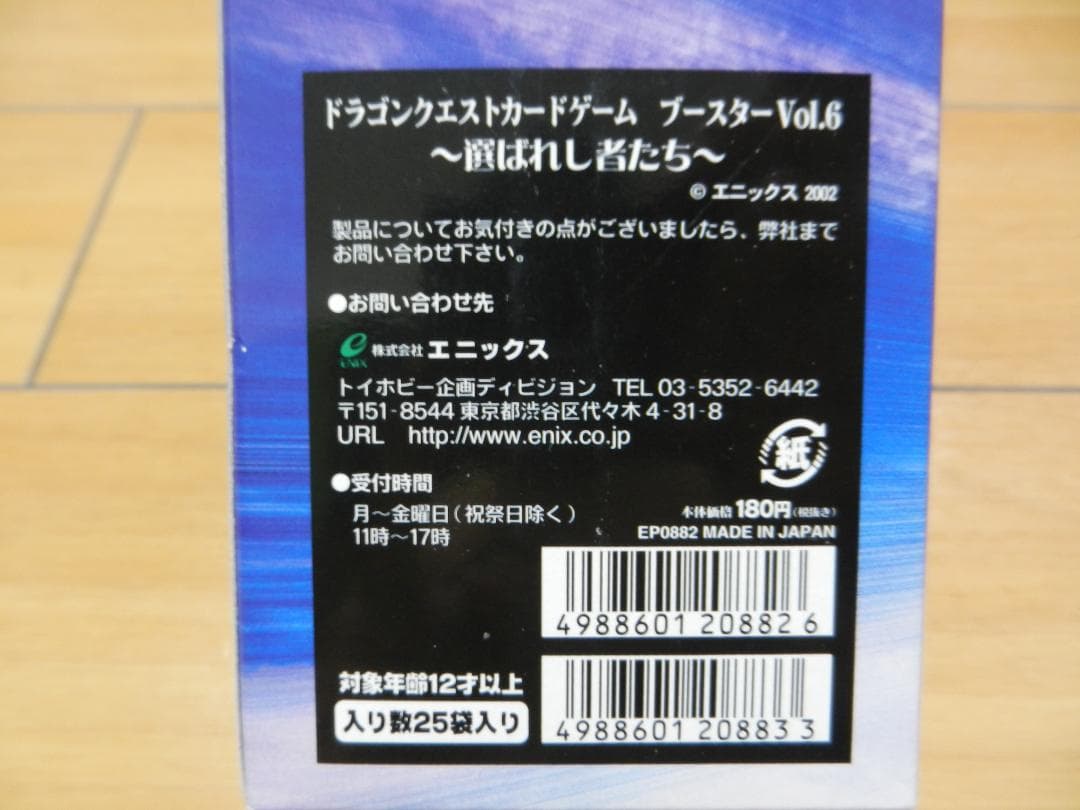 ドラゴンクエストカードゲーム ブースターVol.6
～選ばれし者たち～
© エニックス 2002
製品についてお気付きの点がございましたら、弊社まで
お問い合わせ下さい。
●お問い合わせ先
e ENIX 株式会社 エニックス
トイホビー企画ディビジョン TEL 03-5352-6442
〒151-8544 東京都渋谷区代々木 4-31-8
URL http://www.enix.co.jp
紙
●受付時間
月～金曜日(祝祭日除く)
11時～17時
本体価格 180円(税抜き)
EP0882 MADE IN JAPAN
4988601 208826
対象年齢12才以上
入り数25袋入り
4988601 208833